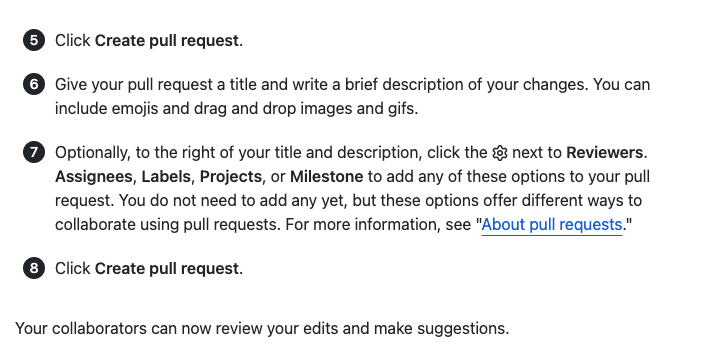 5 Click Create pull request.
6 Give your pull request a title and write a brief description of your changes. You can
include emojis and drag and drop images and gifs.
7 Optionally, to the right of your title and description, click the next to Reviewers.
Assignees, Labels, Projects, or Milestone to add any of these options to your pull
request. You do not need to add any yet, but these options offer different ways to
collaborate using pull requests. For more information, see "About pull requests."
8 Click Create pull request.
Your collaborators can now review your edits and make suggestions.